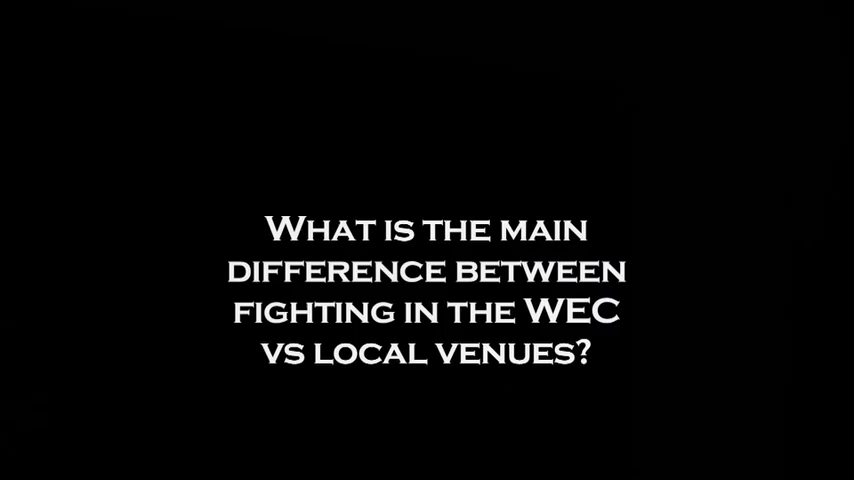 What is the main
difference between
fighting in the WEC
vs local venues?